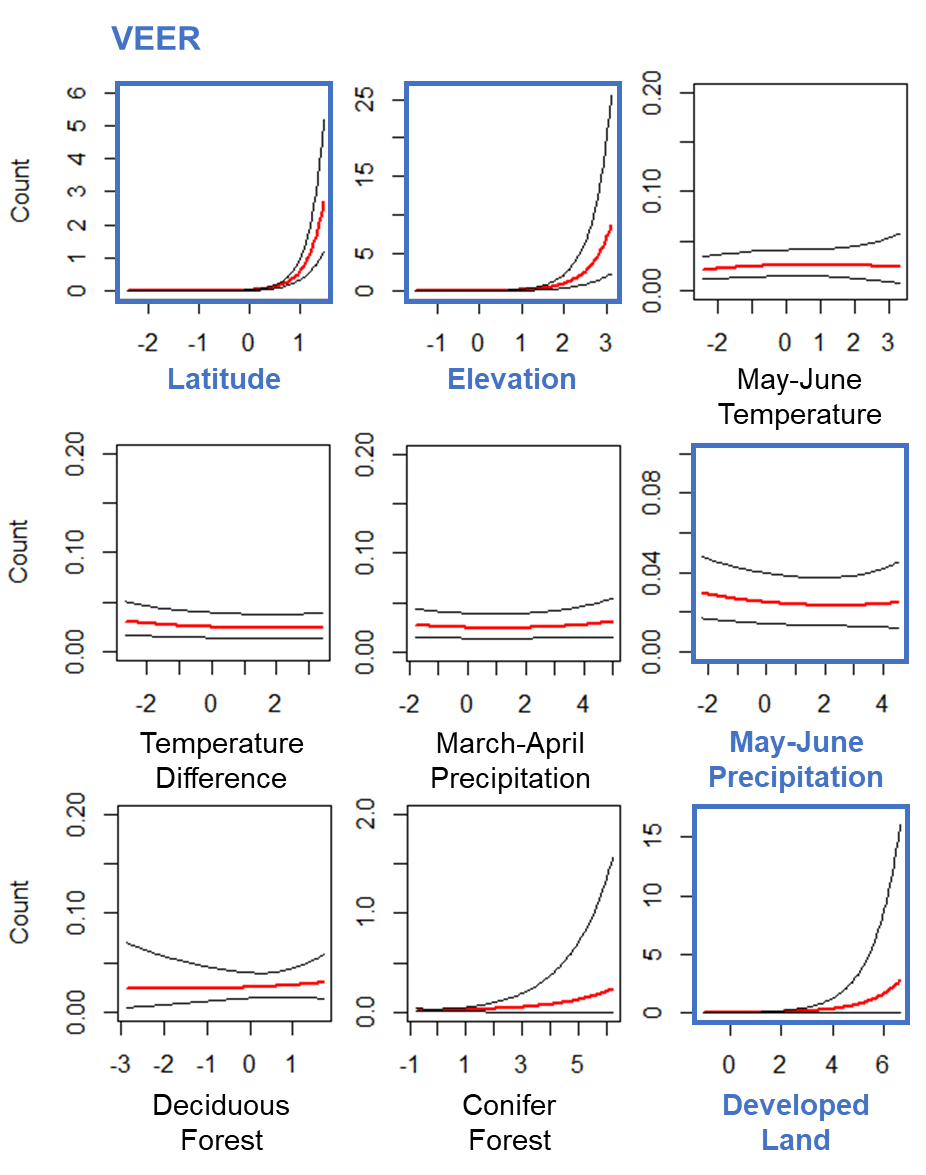 VEER
Count
6
5
4
3
2
1
0
-2 -1 0 1
Latitude
25
15
5
0
-1 0 1 2 3
Elevation
0.20
0.10
0.00
-2 0 1 2 3
May-June
Temperature
Count
0.20
0.10
0.00
-2 0 2
Temperature
Difference
0.20
0.10
0.00
-2 0 2 4
March-April
Precipitation
0.08
0.04
0.00
-2 0 2 4
May-June
Precipitation
Count
0.20
0.10
0.00
-3 -2 -1 0 1
Deciduous
Forest
2.0
1.0
0.0
-1 1 3 5
Conifer
Forest
15
10
5
0
0 2 4 6
Developed
Land